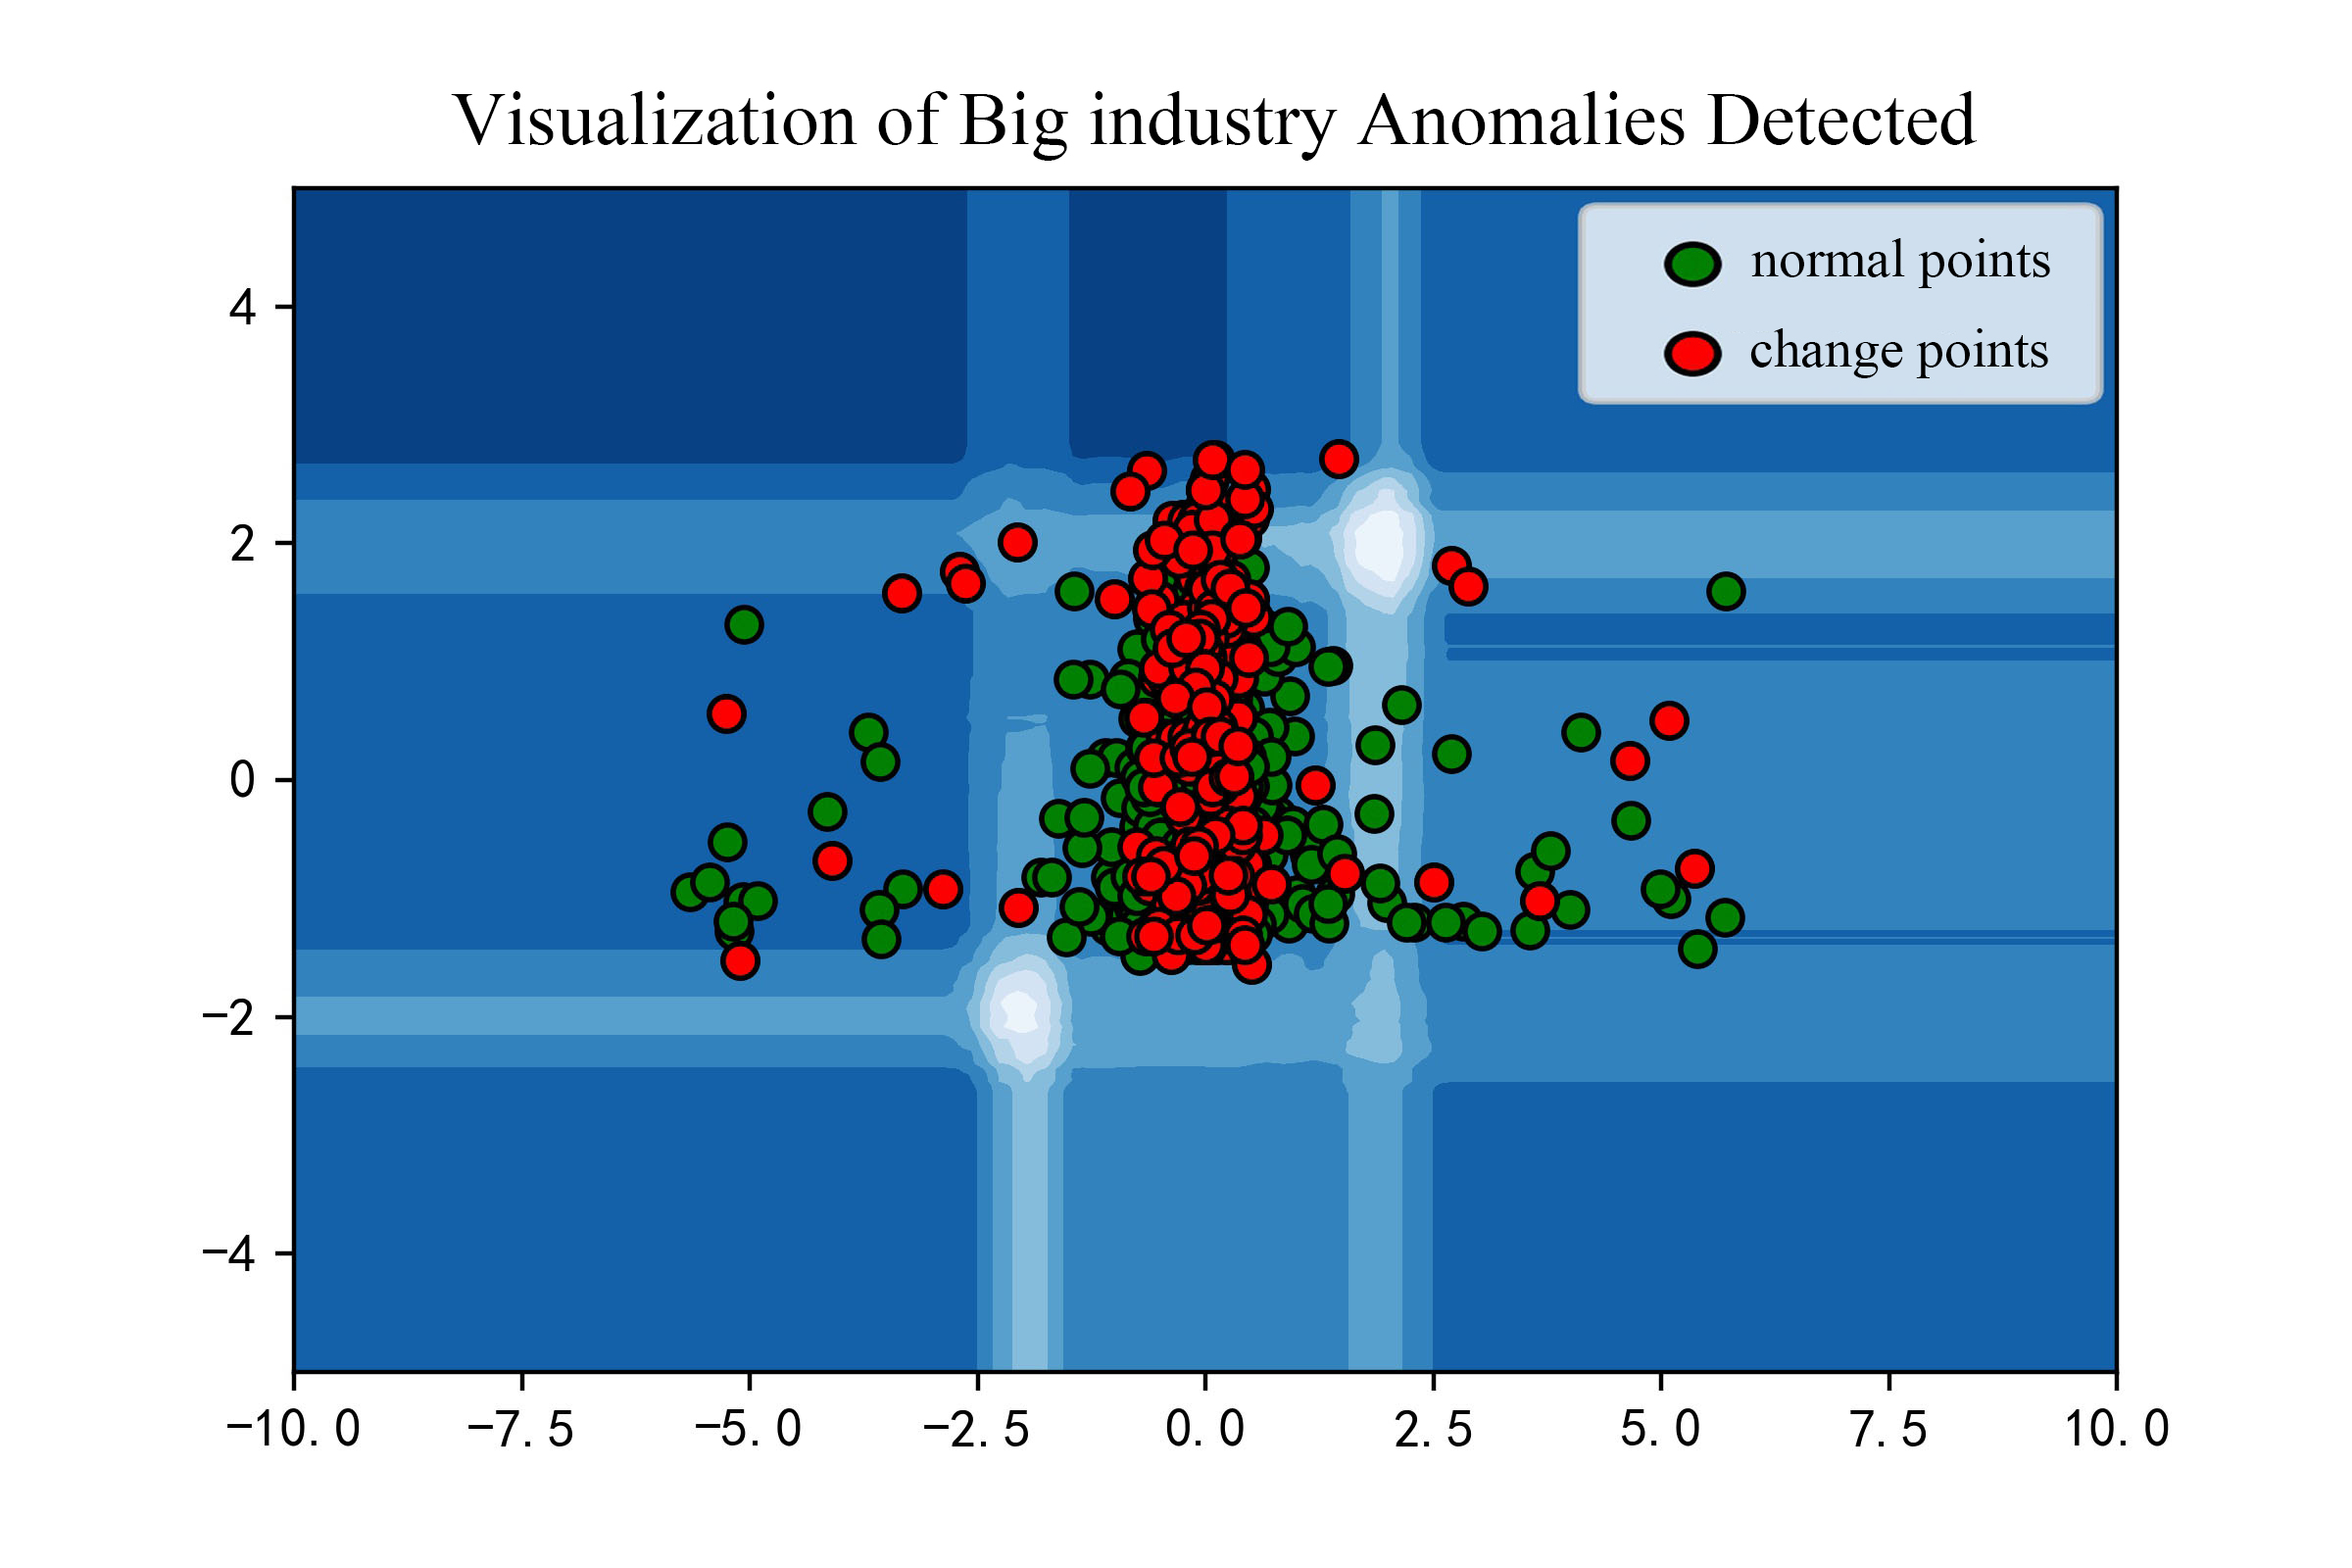 Visualization of Big industry Anomalies Detected
normal points
change points
4
2
0
−2
−4
−10.0 −7.5 −5.0 −2.5 0.0 2.5 5.0 7.5 10.0